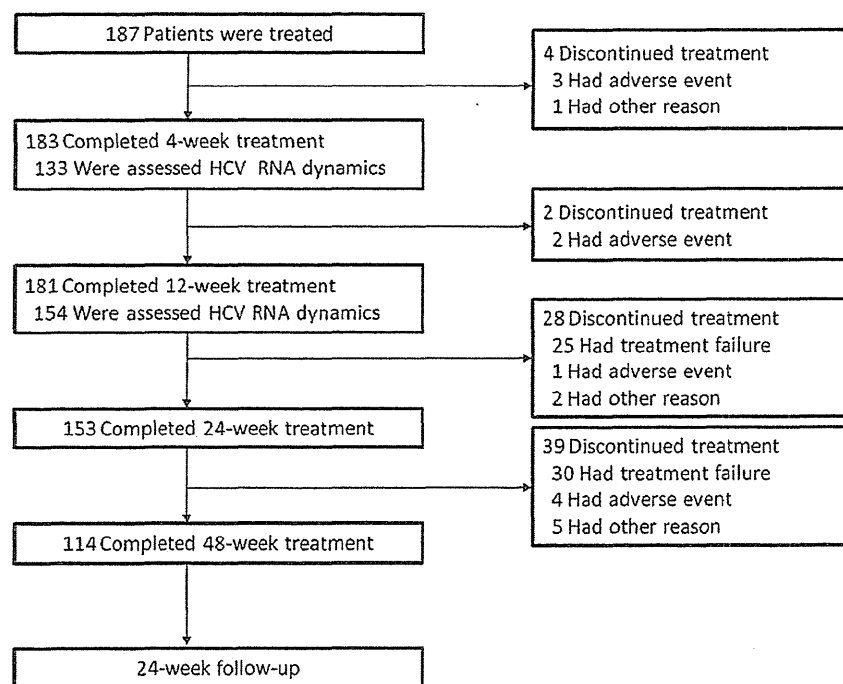 187 Patients were treated
4 Discontinued treatment
3 Had adverse event
1 Had other reason
183 Completed 4-week treatment
133 Were assessed HCV RNA dynamics
2 Discontinued treatment
2 Had adverse event
181 Completed 12-week treatment
154 Were assessed HCV RNA dynamics
28 Discontinued treatment
25 Had treatment failure
1 Had adverse event
2 Had other reason
153 Completed 24-week treatment
39 Discontinued treatment
30 Had treatment failure
4 Had adverse event
5 Had other reason
114 Completed 48-week treatment
24-week follow-up